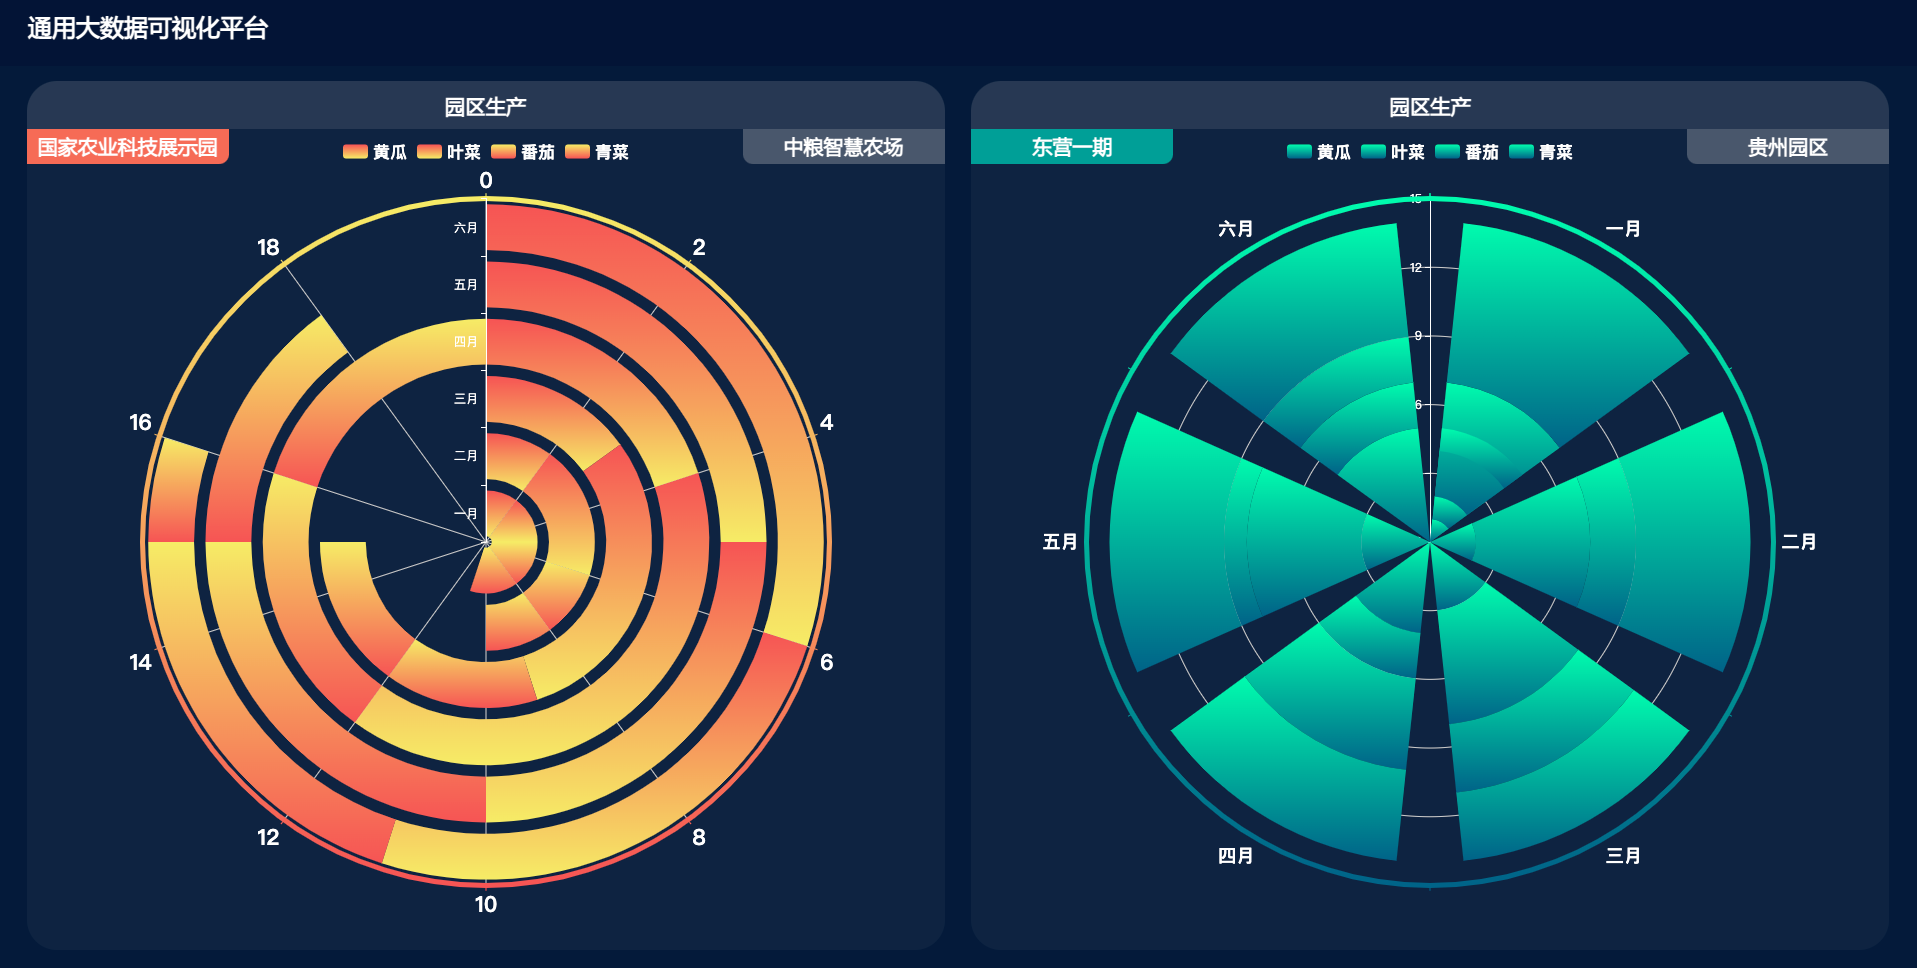 通用大数据可视化平台
园区生产
国家农业科技展示园
黄瓜 叶菜 番茄 青菜
中粮智慧农场
0
六月
18
2
五月
四月
三月
16
4
二月
一月
14
6
12
8
10
园区生产
东营一期
黄瓜 叶菜 番茄 青菜
贵州园区
15
六月
一月
12
9
6
五月
二月
四月
三月